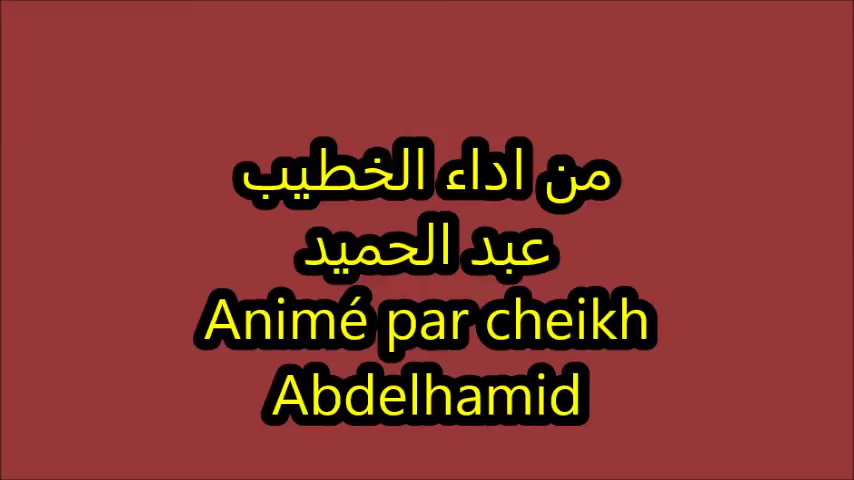 من اداء الخطيب
عبد الحميد
Animé par cheikh
Abdelhamid